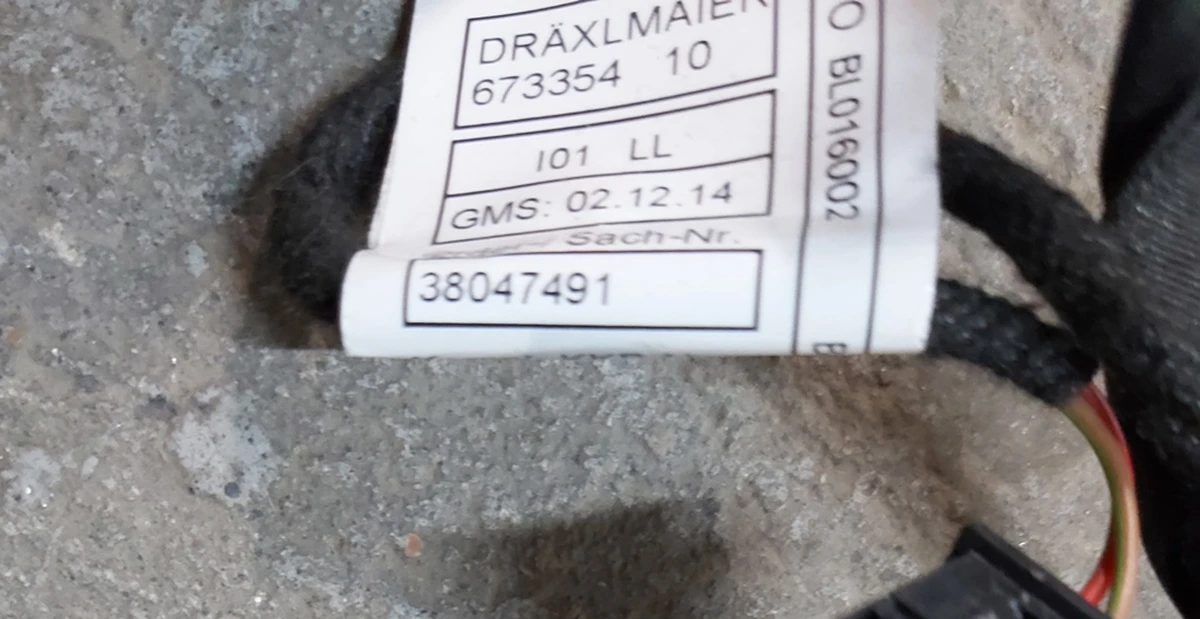 DRÄXLMAIER
673354 10
I01 LL
GMS: 02.12.14
Sach-Nr.
38047491
O BL016002